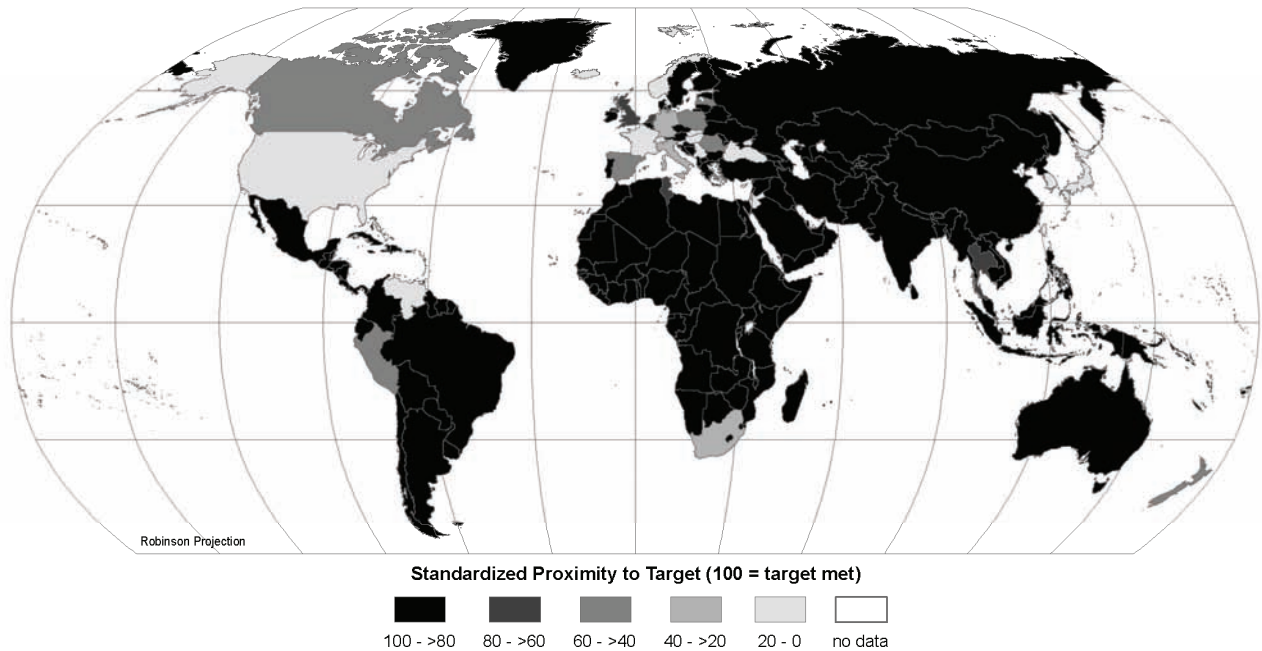 Robinson Projection
Standardized Proximity to Target (100 = target met)
100 - >80 80 - >60 60 - >40 40 - >20 20 - 0 no data